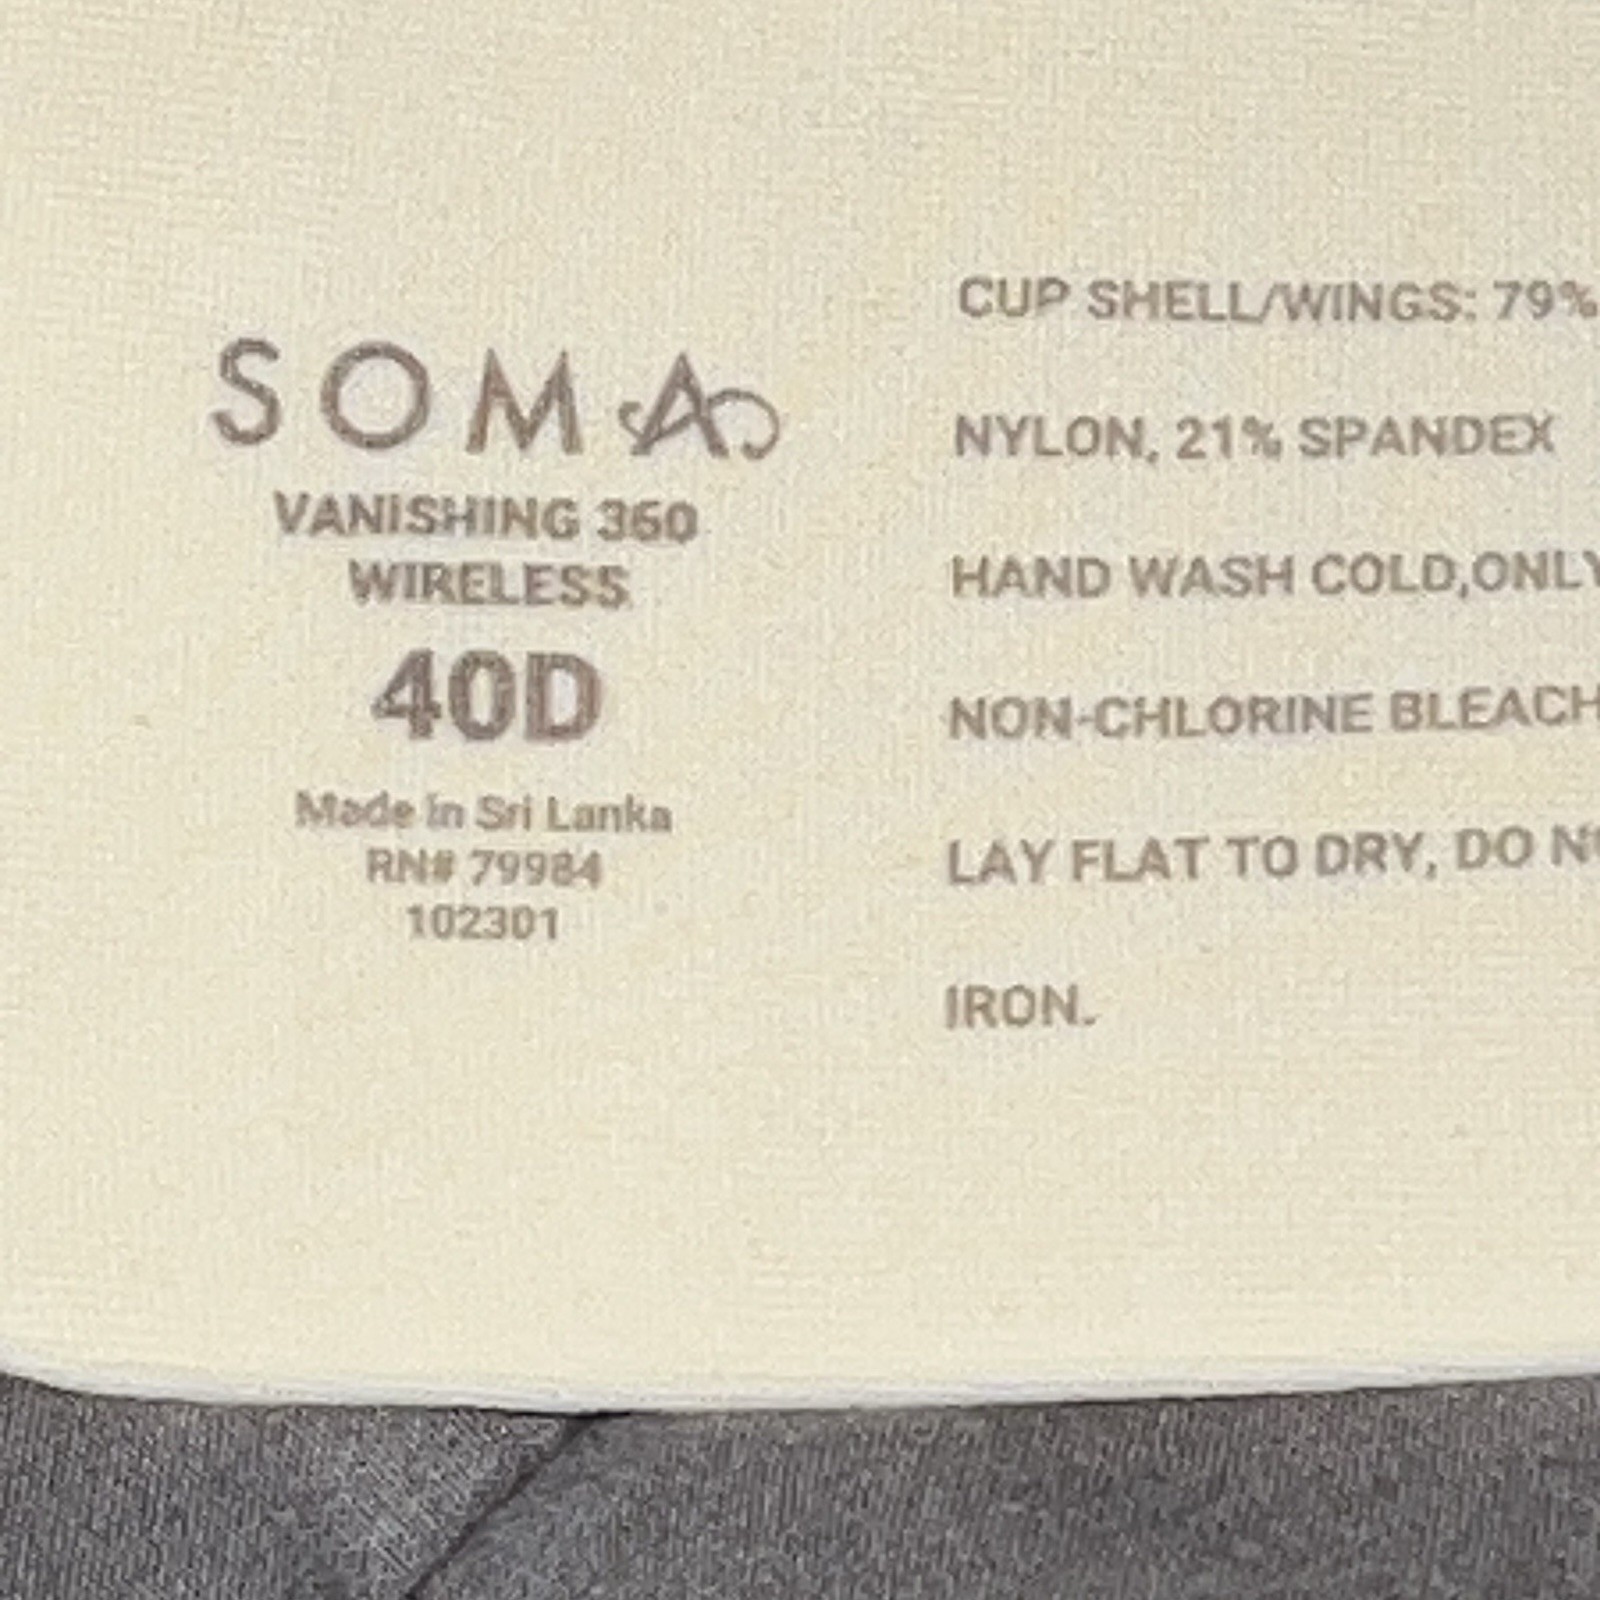 SOMA
VANISHING 360
WIRELESS
40D
Made in Sri Lanka
RN# 79984
102301
CUP SHELL/WINGS: 79%
NYLON, 21% SPANDEX
HAND WASH COLD,ONLY
NON-CHLORINE BLEACH
LAY FLAT TO DRY, DO
IRON.